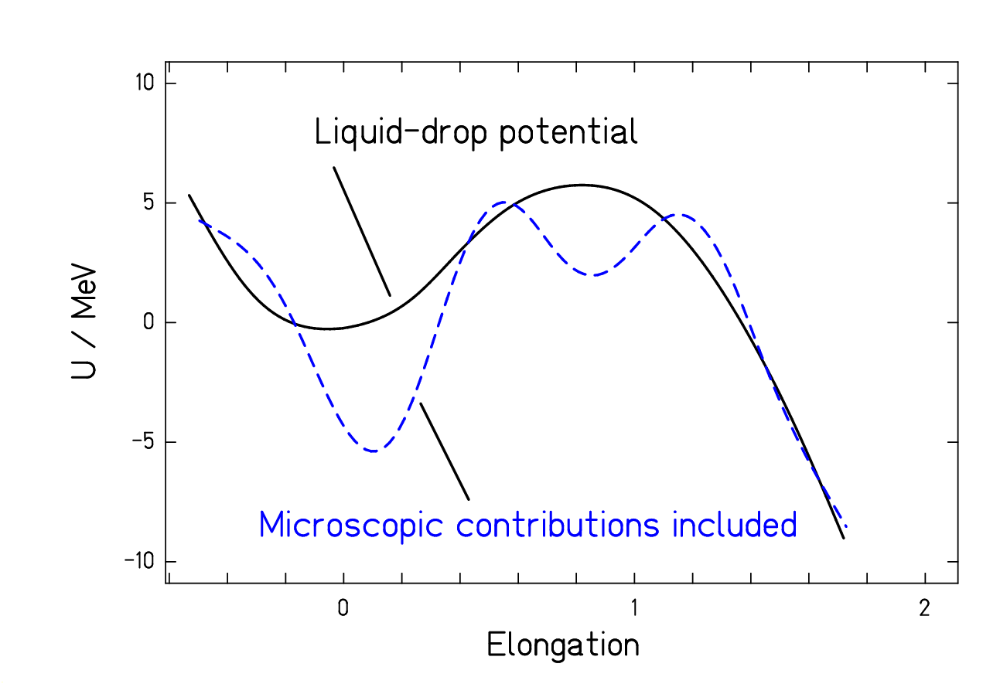 10
Liquid-drop potential
5
U / MeV
0
-5
Microscopic contributions included
-10
0 1 2
Elongation